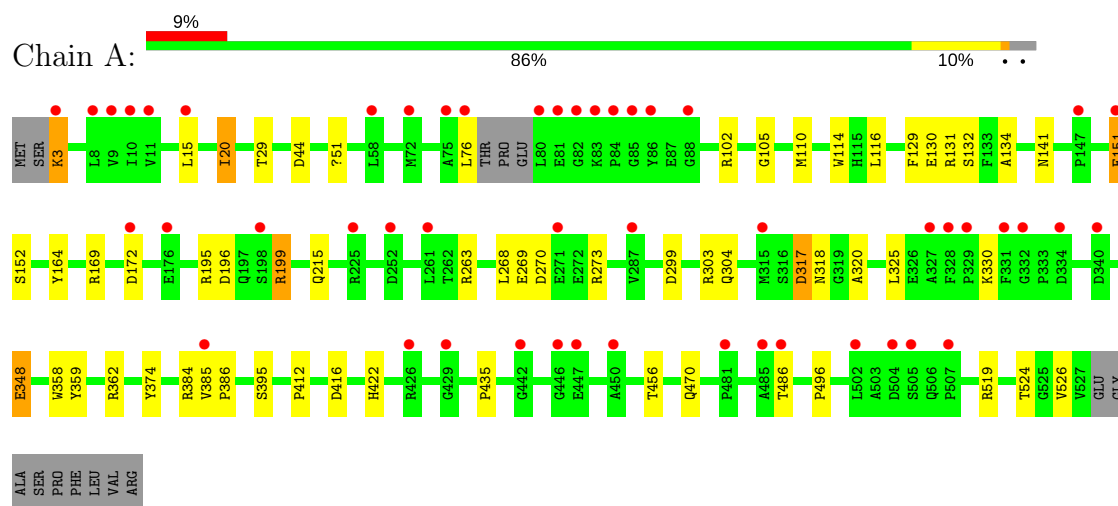 9%
Chain A:
86% 10% • •
MET SER K3 L8 V9 I10 V11 L15 I20 T29 D44 ?51 L58 M72 A75 L76 THR PRO GLU L80 E81 G82 K83 P84 G85 Y86 E87 G88 R102 G105 M110 W114 H115 L116 F129 E130 R131 S132 F133 A134 N141 P147
S152 Y164 R169 D172 E176 R195 D196 Q197 S198 R199 Q215 R225 D252 L261 T262 R263 L268 E269 D270 E271 E272 R273 V287 D299 R303 Q304 M315 S316 D317 N318 G319 A320 L325 E326 A327 F328 P329 K330 F331 G332 P333 D334 D340
E348 W358 Y359 R362 Y374 R384 V385 P386 S395 P412 D416 H422 R426 G429 P435 G442 G446 E447 A450 T456 Q470 P481 A485 T486 P496 L502 A503 D504 S505 Q506 P507 R519 T524 G525 V526 V527 GLU
ALA SER PRO PHE LEU VAL ARG